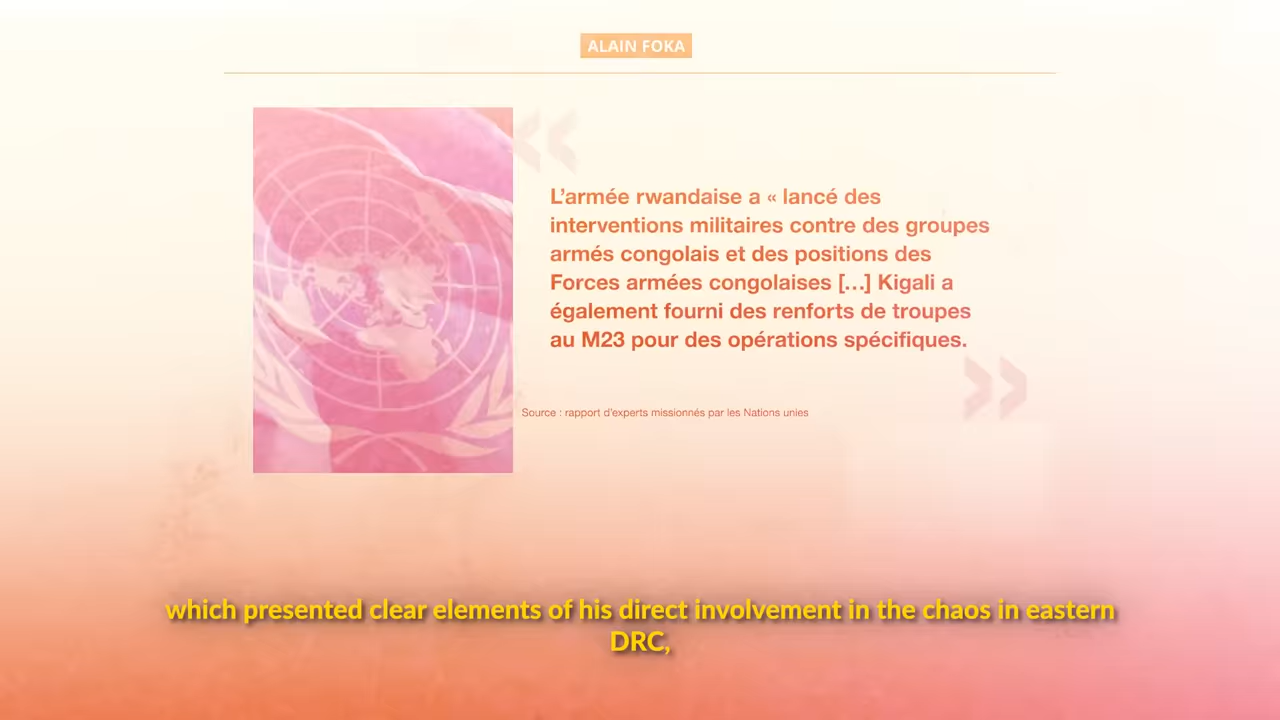 ALAIN FOKA
«
L’armée rwandaise a « lancé des
interventions militaires contre des groupes
armés congolais et des positions des
Forces armées congolaises […] Kigali a
également fourni des renforts de troupes
au M23 pour des opérations spécifiques.
»
Source : rapport d’experts missionnés par les Nations unies
which presented clear elements of his direct involvement in the chaos in eastern
DRC,